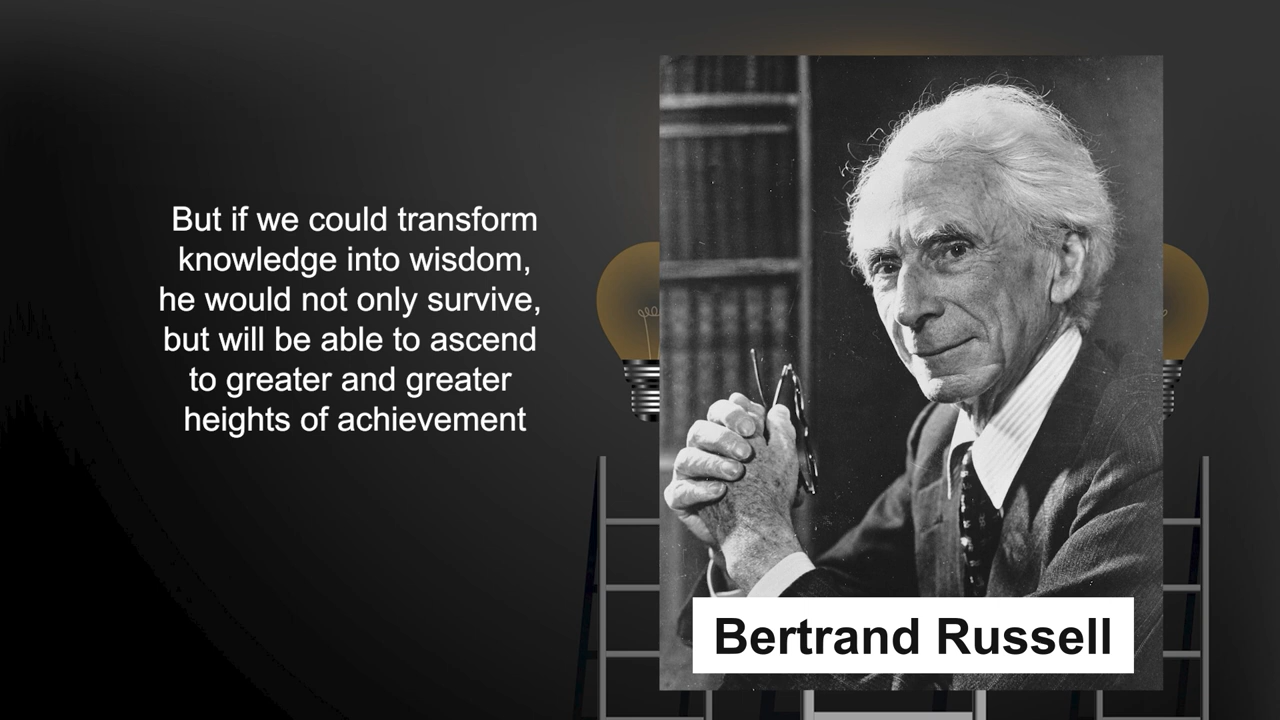 But if we could transform
knowledge into wisdom,
he would not only survive,
but will be able to ascend
to greater and greater
heights of achievement
Bertrand Russell